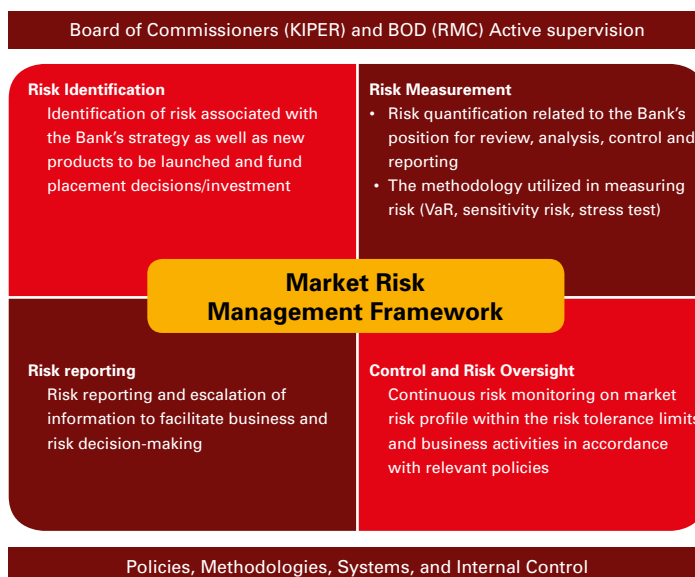 Board of Commissioners (KIPER) and BOD (RMC) Active supervision
Risk Identification
Identification of risk associated with
the Bank's strategy as well as new
products to be launched and fund
placement decisions/investment
Risk Measurement
• Risk quantification related to the Bank's
position for review, analysis, control and
reporting
• The methodology utilized in measuring
risk (VaR, sensitivity risk, stress test)
Market Risk
Management Framework
Risk reporting
Risk reporting and escalation of
information to facilitate business and
risk decision-making
Control and Risk Oversight
Continuous risk monitoring on market
risk profile within the risk tolerance limits
and business activities in accordance
with relevant policies
Policies, Methodologies, Systems, and Internal Control